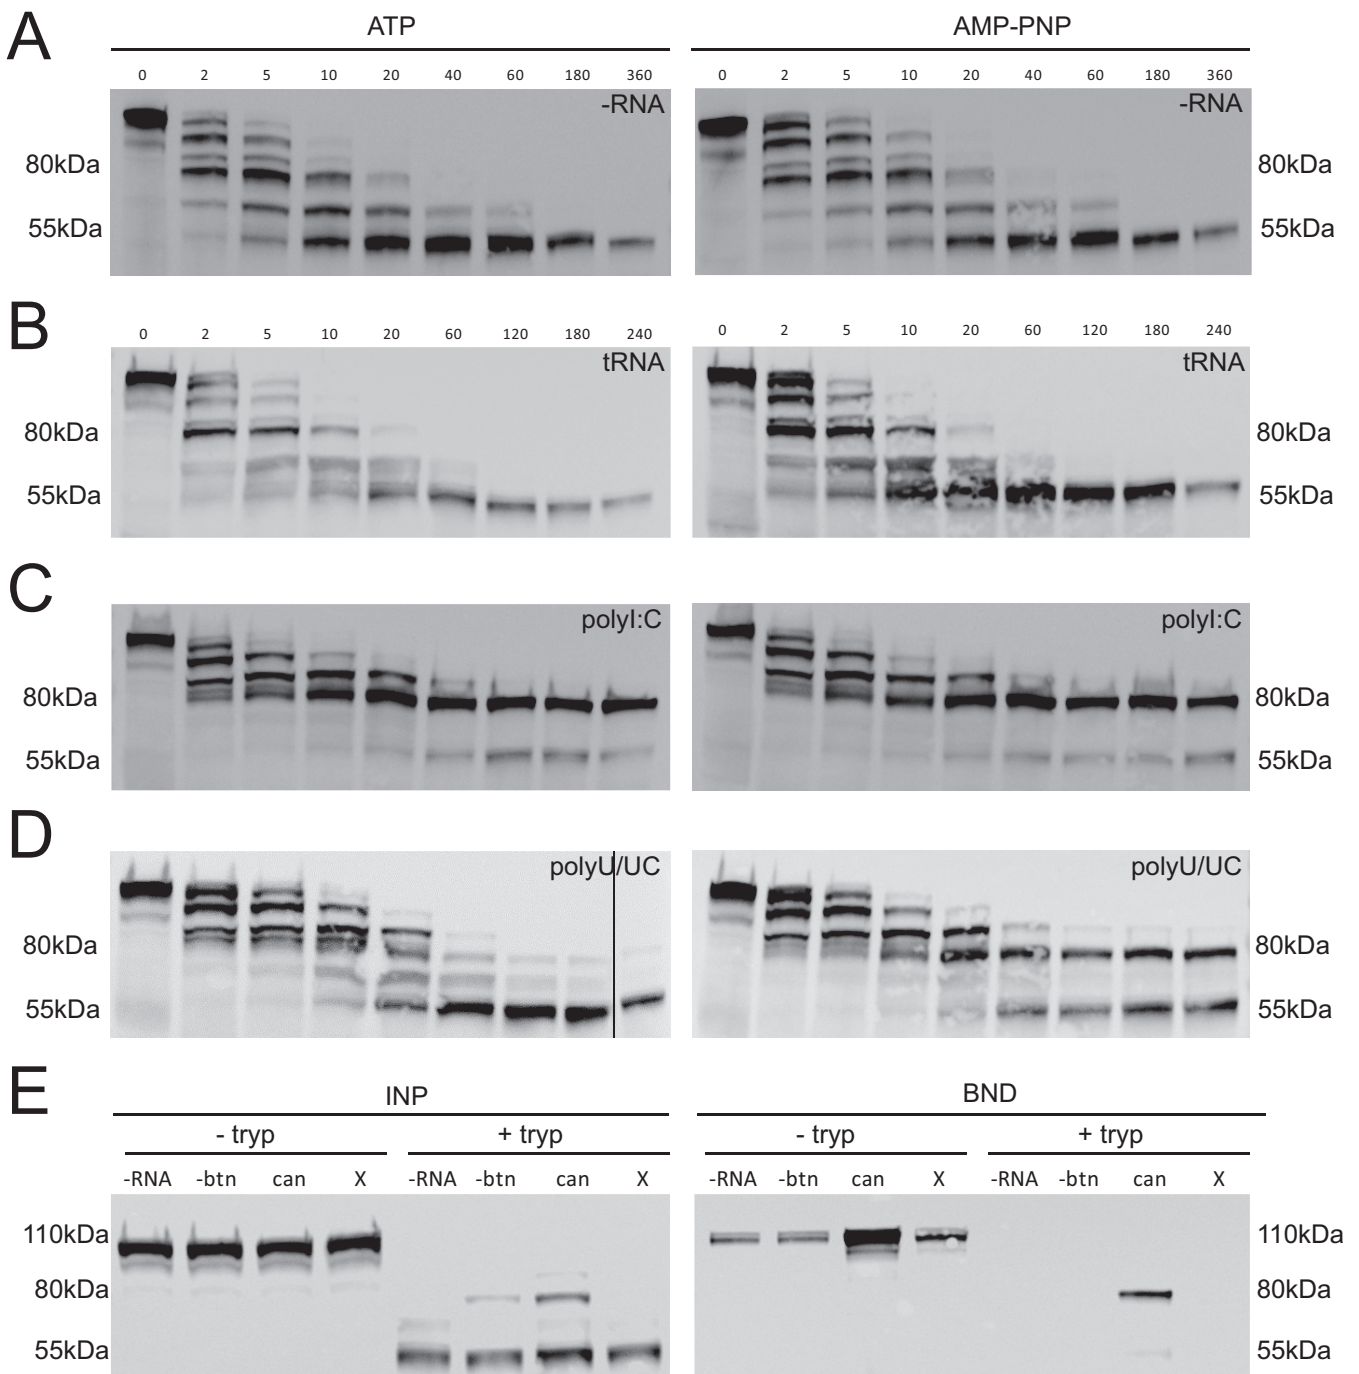 A
ATP
AMP-PNP
0 2 5 10 20 40 60 180 360
0 2 5 10 20 40 60 180 360
-RNA
-RNA
80kDa
80kDa
55kDa
55kDa
B
0 2 5 10 20 60 120 180 240
0 2 5 10 20 60 120 180 240
tRNA
tRNA
80kDa
80kDa
55kDa
55kDa
C
polyI:C
polyI:C
80kDa
80kDa
55kDa
55kDa
D
polyU/UC
polyU/UC
80kDa
80kDa
55kDa
55kDa
E
INP
BND
- tryp
+ tryp
- tryp
+ tryp
-RNA -btn can X -RNA -btn can X
-RNA -btn can X -RNA -btn can X
110kDa
110kDa
80kDa
80kDa
55kDa
55kDa